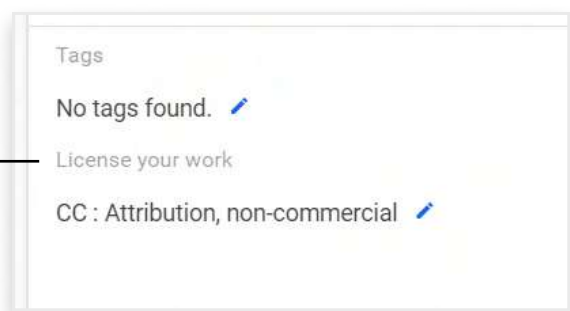 Tags
No tags found.
License your work
CC : Attribution, non-commercial